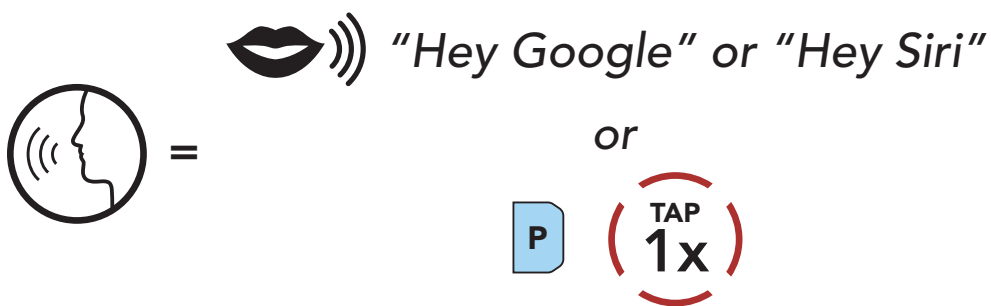 “Hey Google” or “Hey Siri”
=
or
P
TAP
1x